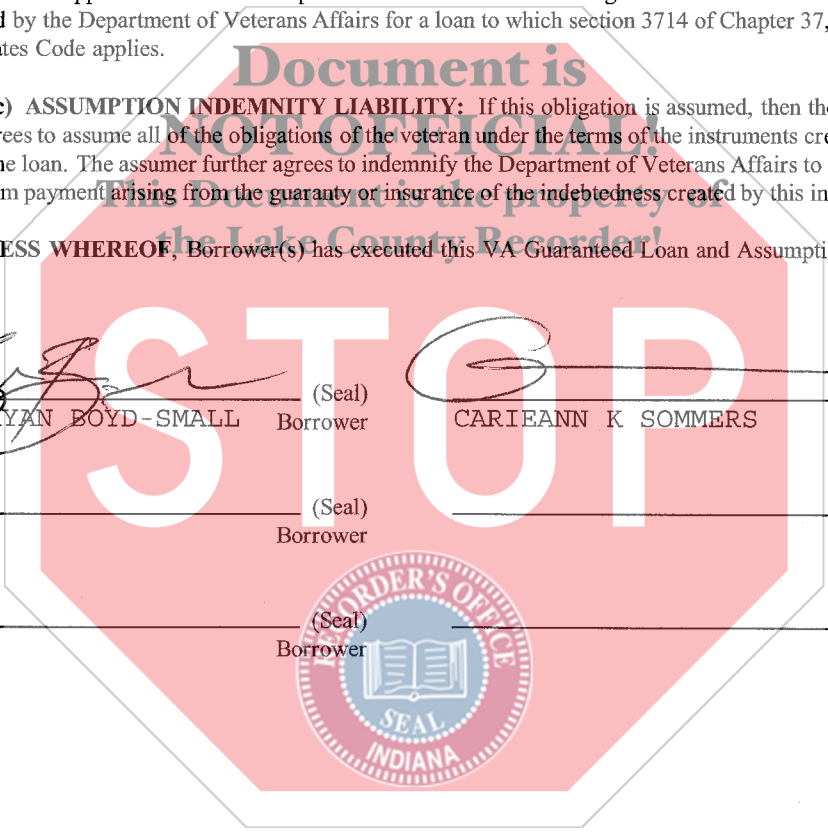 d by the Department of Veterans Affairs for a loan to which section 3714 of Chapter 37,
tes Code applies.
Document is
NOT OFFICIAL!
This Document is the property of
the Lake County Recorder!
c) ASSUMPTION INDEMNITY LIABILITY: If this obligation is assumed, then the
rees to assume all of the obligations of the veteran under the terms of the instruments cre
ne loan. The assumer further agrees to indemnify the Department of Veterans Affairs to
m payment arising from the guaranty or insurance of the indebtedness created by this in
ESS WHEREOF, Borrower(s) has executed this VA Guaranteed Loan and Assumpti
STOP
(Seal)
YAN BOYD-SMALL Borrower CARIEANN K SOMMERS
(Seal)
Borrower
(Seal)
Borrower
RECORDER'S OFFICE
SEAL
INDIANA